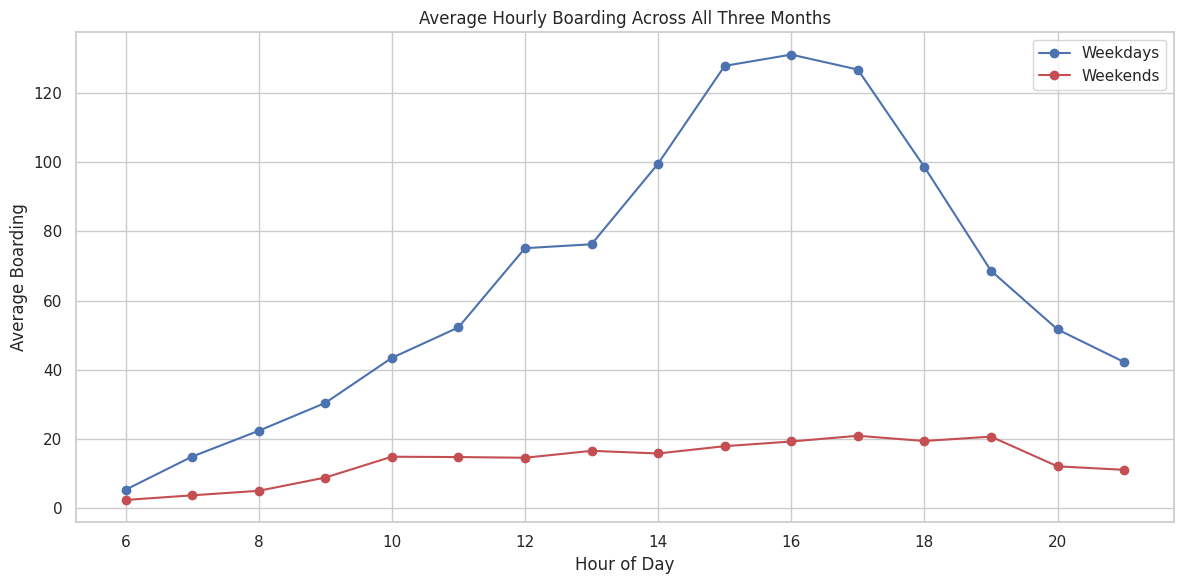 Average Hourly Boarding Across All Three Months
Weekdays
Weekends
Average Boarding
120
100
80
60
40
20
0
6 8 10 12 14 16 18 20
Hour of Day